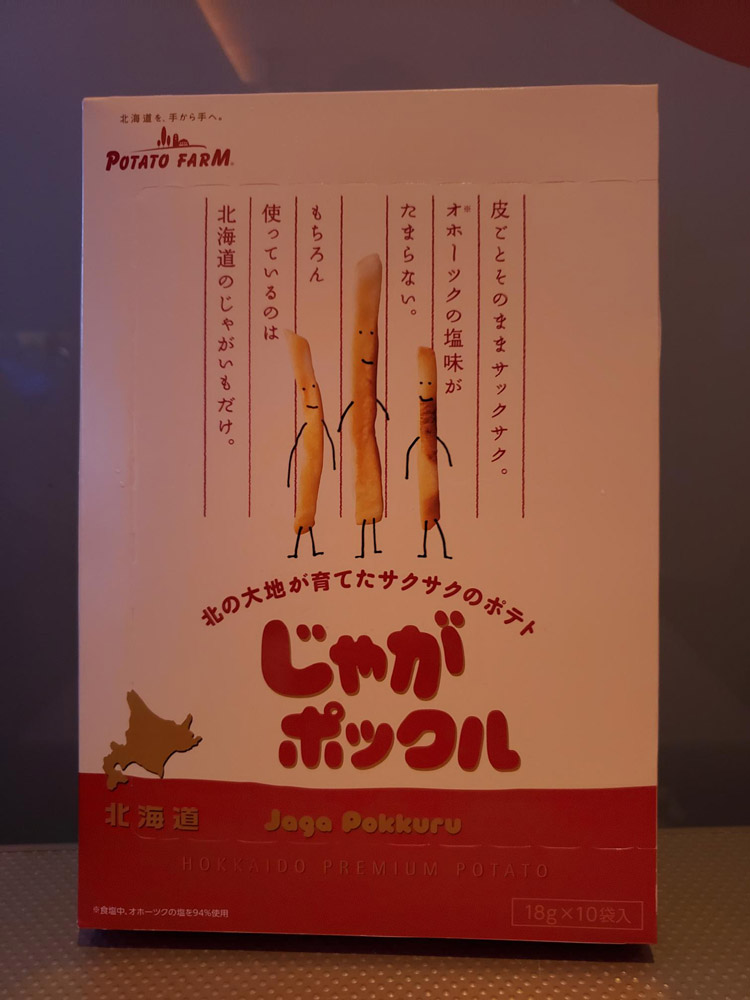 北海道を、手から手へ。
POTATO FARM®
皮ごとそのままサックサク。
※オホーツクの塩味が
たまらない。
もちろん
使っているのは
北海道のじゃがいもだけ。
北の大地が育てたサクサクのポテト
じゃが
ポックル
北海道
Jaga Pokkuru
HOKKAIDO PREMIUM POTATO
※食塩中、オホーツクの塩を94%使用
18g×10袋入